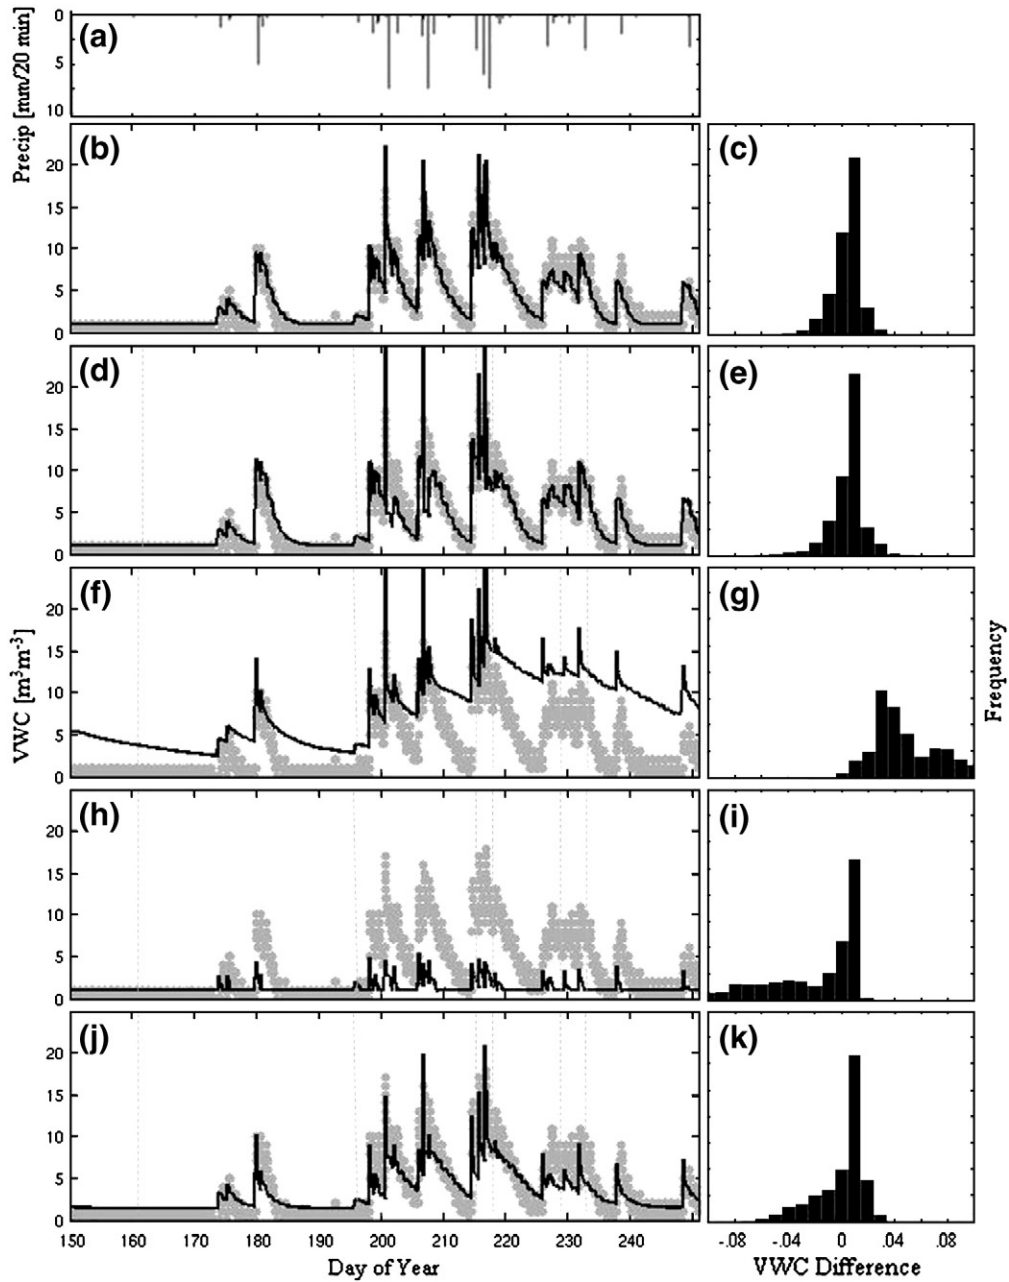 (a)
0
5
10
Precip [mm/20 min]
(b)
20
15
10
5
0
(c)
(d)
20
15
10
5
0
(e)
(f)
20
15
10
5
0
VWC [m³m⁻³]
(g)
Frequency
(h)
20
15
10
5
0
(i)
(j)
20
15
10
5
0
(k)
150 160 170 180 190 200 210 220 230 240
-.08 -.04 0 .04 .08
Day of Year
VWC Difference